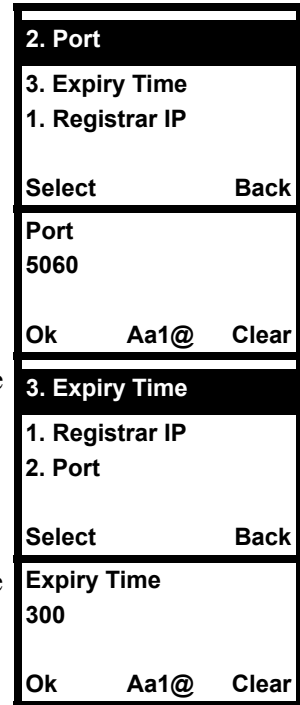 2. Port
3. Expiry Time
1. Registrar IP
Select Back
Port
5060
Ok Aa1@ Clear
3. Expiry Time
1. Registrar IP
2. Port
Select Back
Expiry Time
300
Ok Aa1@ Clear